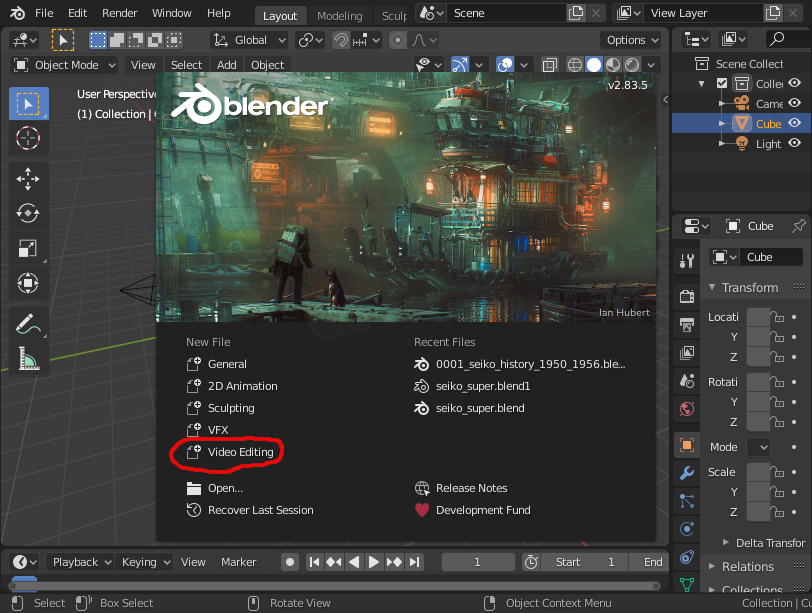 File Edit Render Window Help Layout Modeling Sculp Scene View Layer
Global Options
Object Mode View Select Add Object
Scene Collect
Colle
Came
Cube
Light
User Perspective
(1) Collection |
v2.83.5
blender
Ian Hubert
Cube
Cube
Transform
Locati
Y
Z
Rotati
Y
Z
Mode
Scale
Y
Z
Delta Transfor
Relations
Collections
New File
General
2D Animation
Sculpting
VFX
Video Editing
Open...
Recover Last Session
Recent Files
0001_seiko_history_1950_1956.ble...
seiko_super.blend1
seiko_super.blend
Release Notes
Development Fund
Playback Keying View Marker 1 Start 1 End
Select Box Select Rotate View Object Context Menu Collection | C